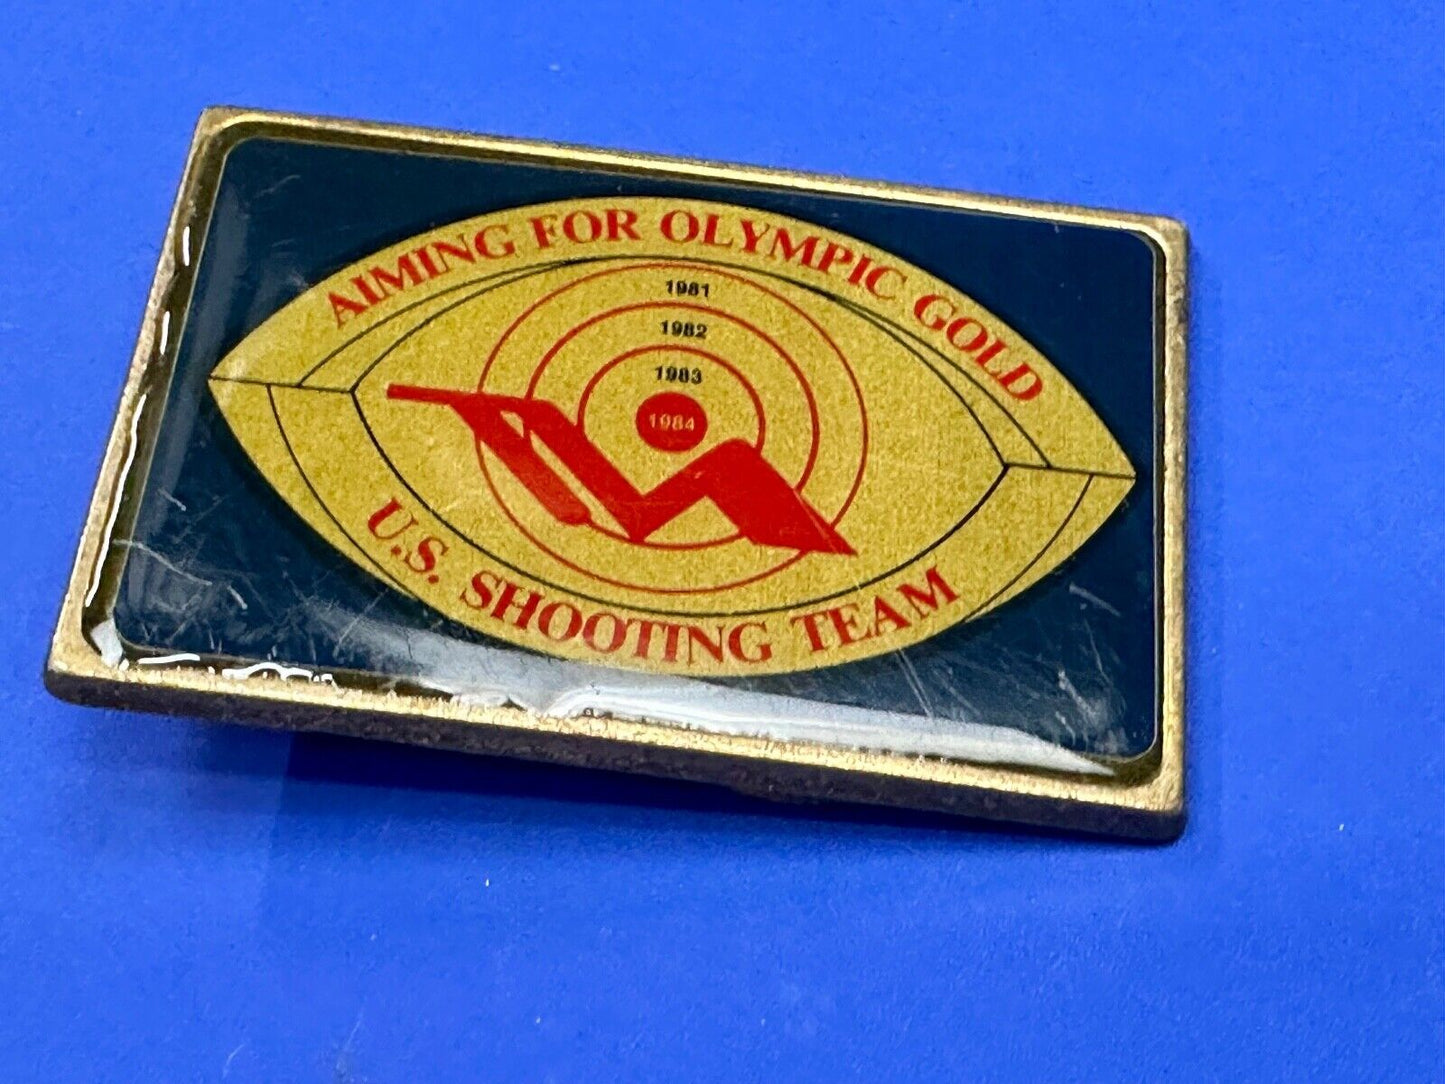 AIMING FOR OLYMPIC GOLD
1981
1982
1983
1984
U.S. SHOOTING TEAM